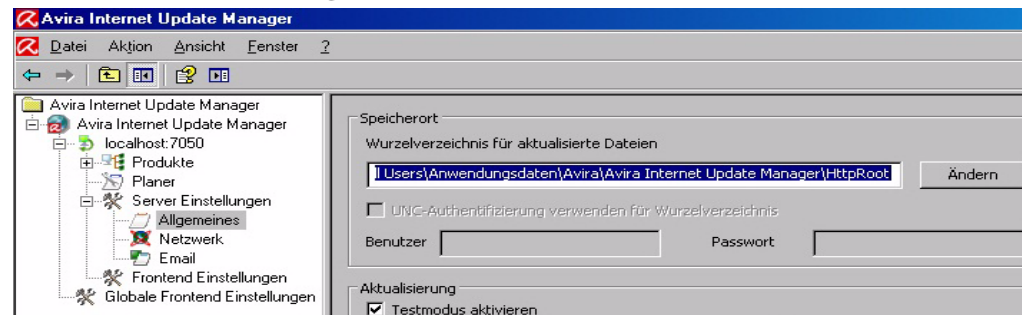 Avira Internet Update Manager
Datei Aktion Ansicht Fenster ?
Avira Internet Update Manager
Avira Internet Update Manager
localhost:7050
Produkte
Planer
Server Einstellungen
Allgemeines
Netzwerk
Email
Frontend Einstellungen
Globale Frontend Einstellungen
Speicherort
Wurzelverzeichnis für aktualisierte Dateien
l Users\Anwendungsdaten\Avira\Avira Internet Update Manager\HttpRoot Ändern
UNC-Authentifizierung verwenden für Wurzelverzeichnis
Benutzer Passwort
Aktualisierung
Testmodus aktivieren